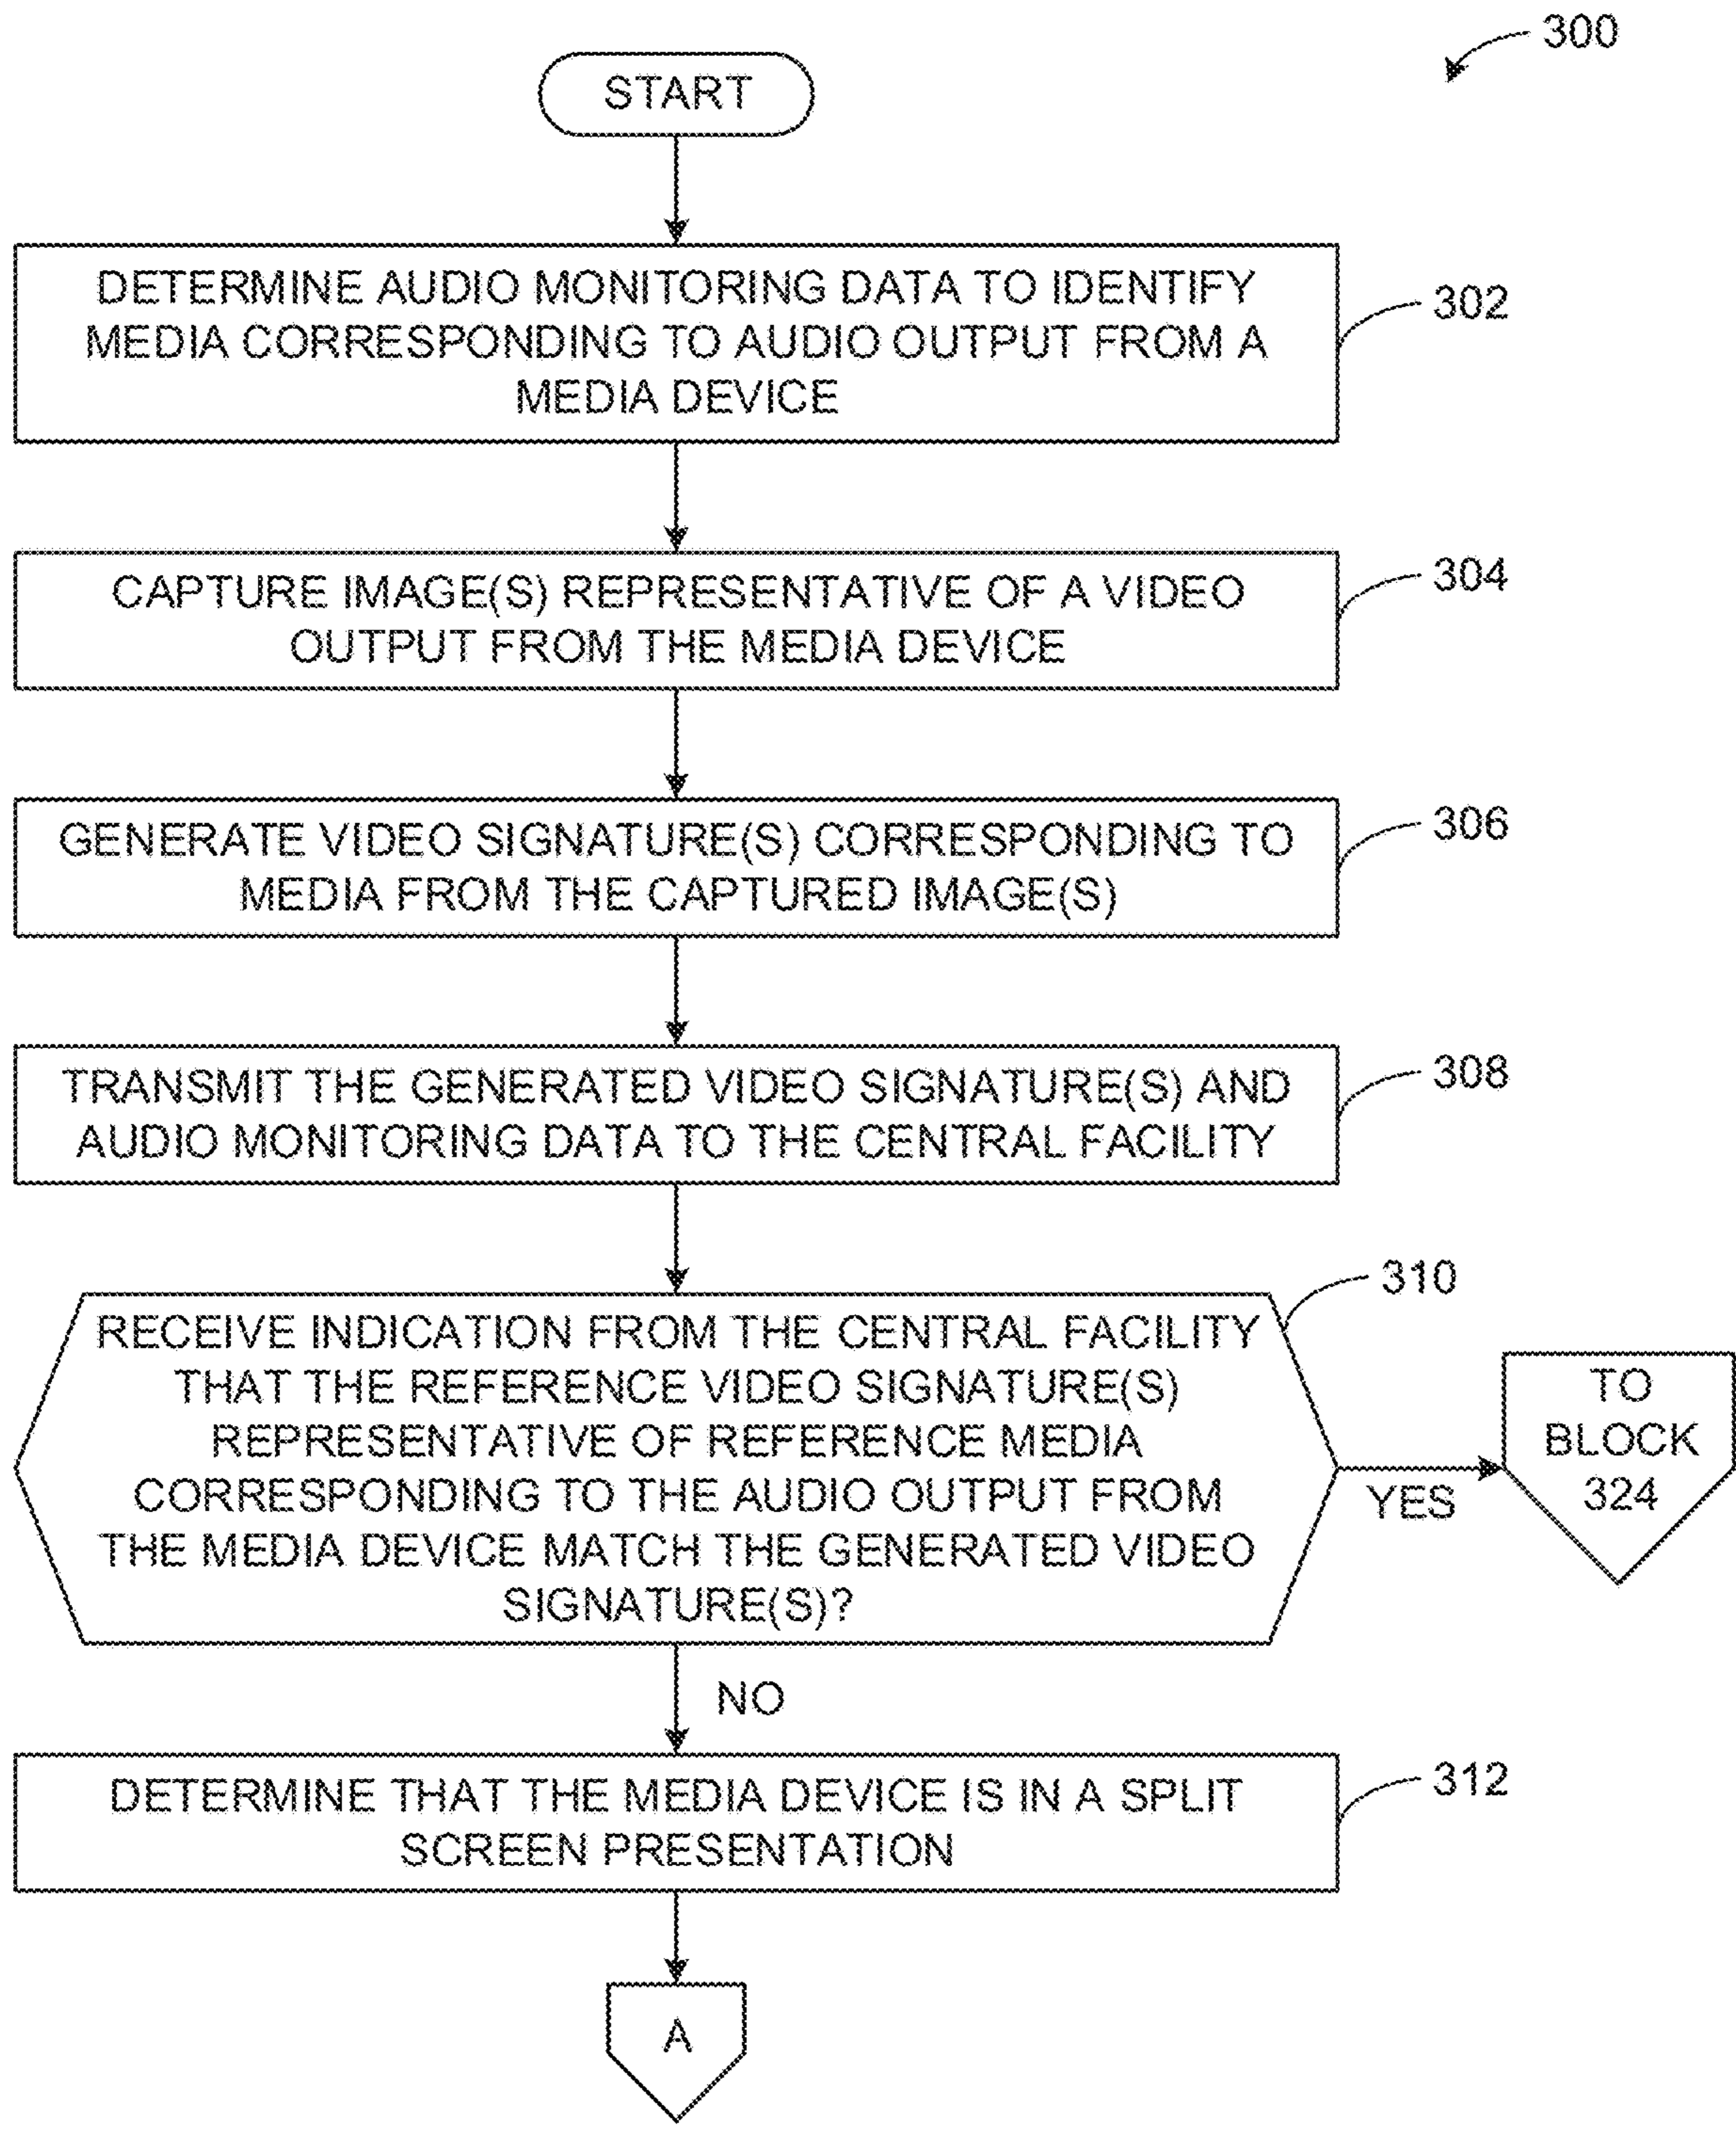 300
START
DETERMINE AUDIO MONITORING DATA TO IDENTIFY
MEDIA CORRESPONDING TO AUDIO OUTPUT FROM A
MEDIA DEVICE
302
CAPTURE IMAGE(S) REPRESENTATIVE OF A VIDEO
OUTPUT FROM THE MEDIA DEVICE
304
GENERATE VIDEO SIGNATURE(S) CORRESPONDING TO
MEDIA FROM THE CAPTURED IMAGE(S)
306
TRANSMIT THE GENERATED VIDEO SIGNATURE(S) AND
AUDIO MONITORING DATA TO THE CENTRAL FACILITY
308
RECEIVE INDICATION FROM THE CENTRAL FACILITY
THAT THE REFERENCE VIDEO SIGNATURE(S)
REPRESENTATIVE OF REFERENCE MEDIA
CORRESPONDING TO THE AUDIO OUTPUT FROM
THE MEDIA DEVICE MATCH THE GENERATED VIDEO
SIGNATURE(S)?
310
YES
TO
BLOCK
324
NO
DETERMINE THAT THE MEDIA DEVICE IS IN A SPLIT
SCREEN PRESENTATION
312
A